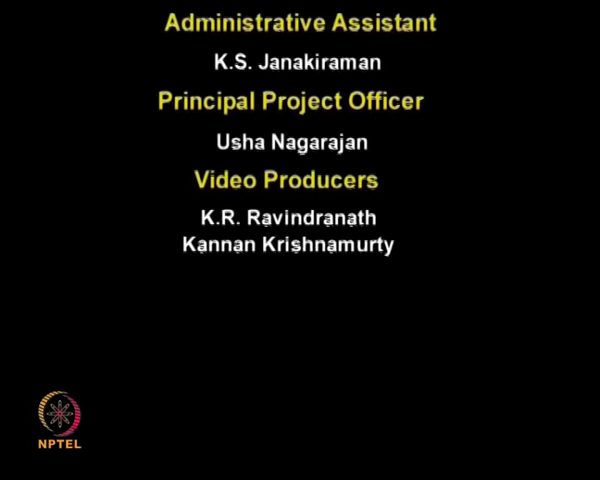 Administrative Assistant
K.S. Janakiraman
Principal Project Officer
Usha Nagarajan
Video Producers
K.R. Ravindranath
Kannan Krishnamurty
NPTEL